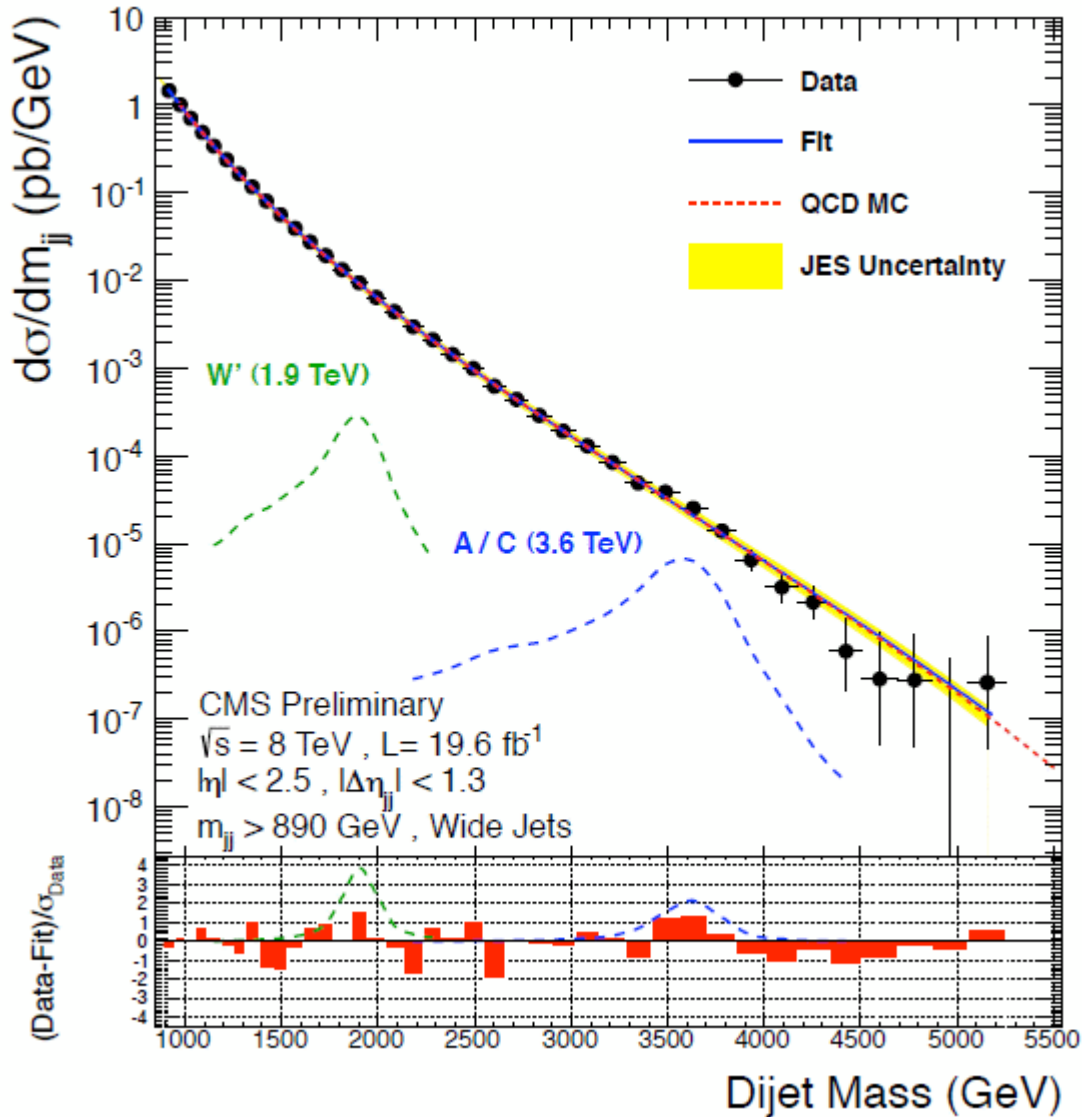 10
1
10⁻¹
10⁻²
10⁻³
10⁻⁴
10⁻⁵
10⁻⁶
10⁻⁷
10⁻⁸
dσ/dm_jj (pb/GeV)
Data
Fit
QCD MC
JES Uncertainty
W' (1.9 TeV)
A / C (3.6 TeV)
CMS Preliminary
√s = 8 TeV , L= 19.6 fb⁻¹
|η| < 2.5 , |Δη_jj| < 1.3
m_jj > 890 GeV , Wide Jets
4
3
2
1
0
-1
-2
-3
-4
(Data-Fit)/σ_Data
1000 1500 2000 2500 3000 3500 4000 4500 5000 5500
Dijet Mass (GeV)